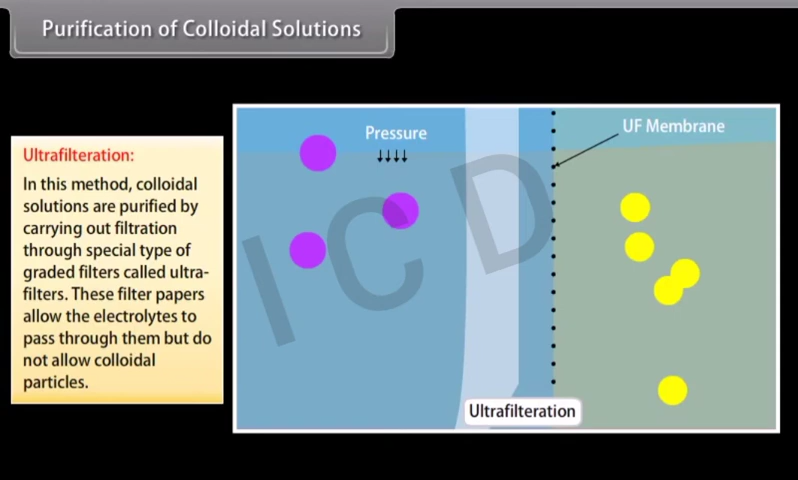 Purification of Colloidal Solutions
Ultrafilteration:
In this method, colloidal
solutions are purified by
carrying out filtration
through special type of
graded filters called ultra-
filters. These filter papers
allow the electrolytes to
pass through them but do
not allow colloidal
particles.
Pressure
UF Membrane
ICD
Ultrafilteration